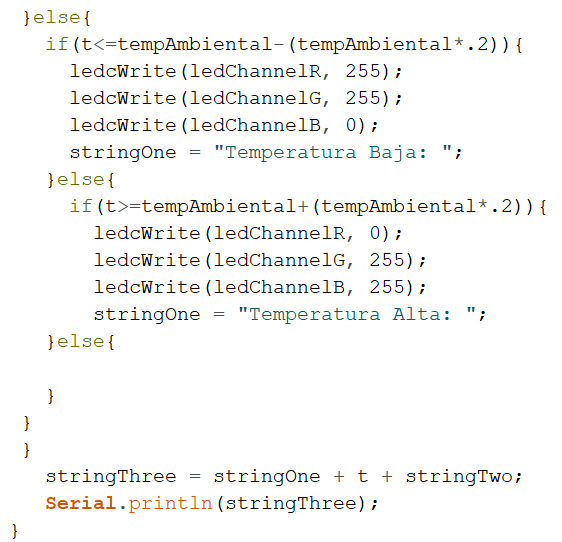 }else{
if(t<=tempAmbiental-(tempAmbiental*.2)){
ledcWrite(ledChannelR, 255);
ledcWrite(ledChannelG, 255);
ledcWrite(ledChannelB, 0);
stringOne = "Temperatura Baja: ";
}else{
if(t>=tempAmbiental+(tempAmbiental*.2)){
ledcWrite(ledChannelR, 0);
ledcWrite(ledChannelG, 255);
ledcWrite(ledChannelB, 255);
stringOne = "Temperatura Alta: ";
}else{
}
}
}
stringThree = stringOne + t + stringTwo;
Serial.println(stringThree);
}